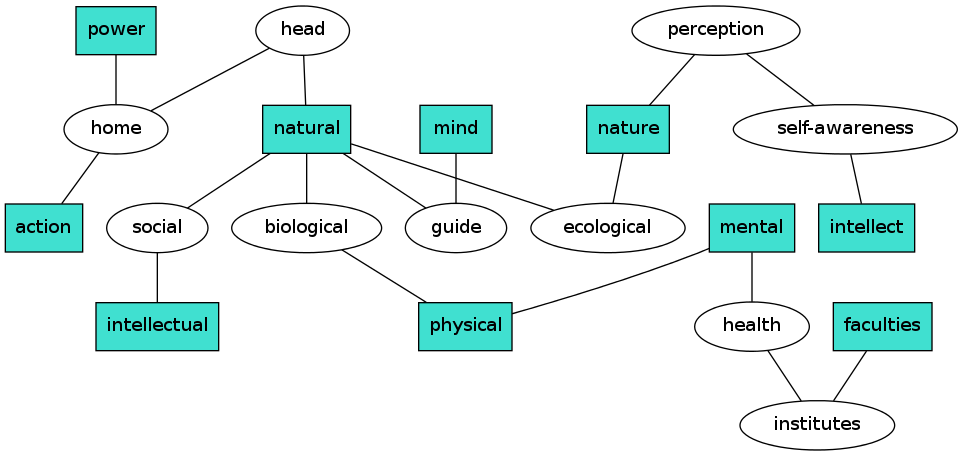 power
head
perception
home
natural
mind
nature
self-awareness
action
social
biological
guide
ecological
mental
intellect
intellectual
physical
health
faculties
institutes